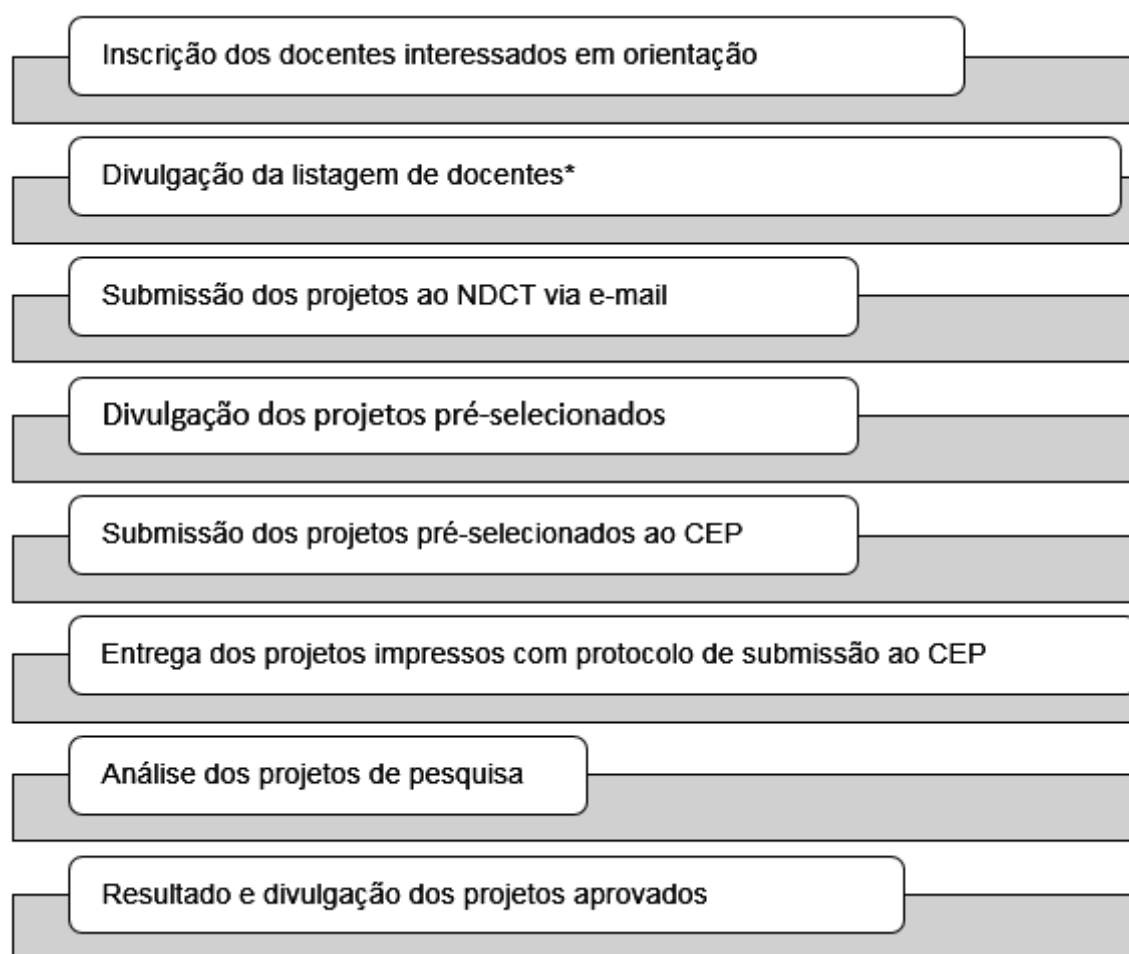 Inscrição dos docentes interessados em orientação
Divulgação da listagem de docentes*
Submissão dos projetos ao NDCT via e-mail
Divulgação dos projetos pré-selecionados
Submissão dos projetos pré-selecionados ao CEP
Entrega dos projetos impressos com protocolo de submissão ao CEP
Análise dos projetos de pesquisa
Resultado e divulgação dos projetos aprovados